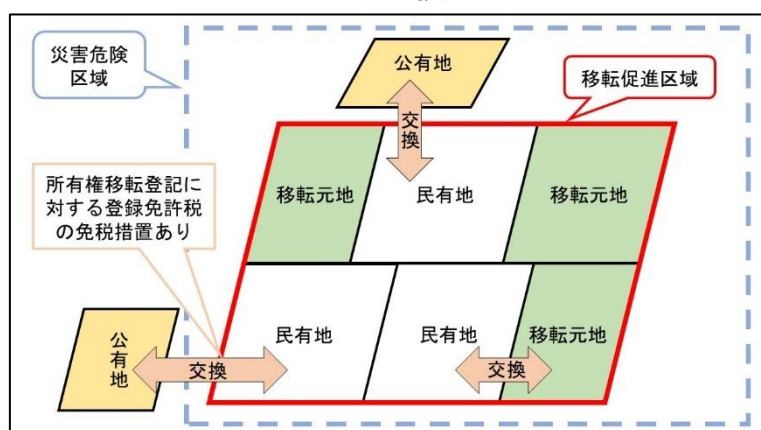 災害危険
区域
公有地
移転促進区域
交換
所有権移転登記に
対する登録免許税
の免税措置あり
移転元地
民有地
移転元地
公有地
民有地
民有地
移転元地
交換
交換